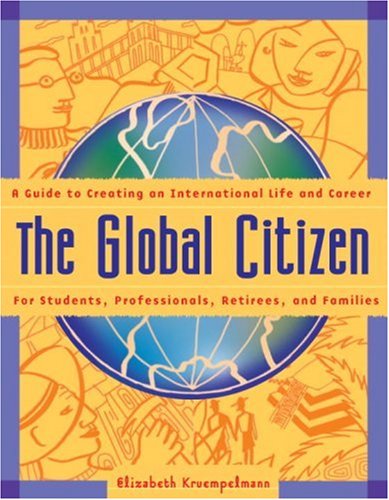 A Guide to Creating an International Life and Career
The Global Citizen
For Students, Professionals, Retirees, and Families
Elizabeth Kruempelmann